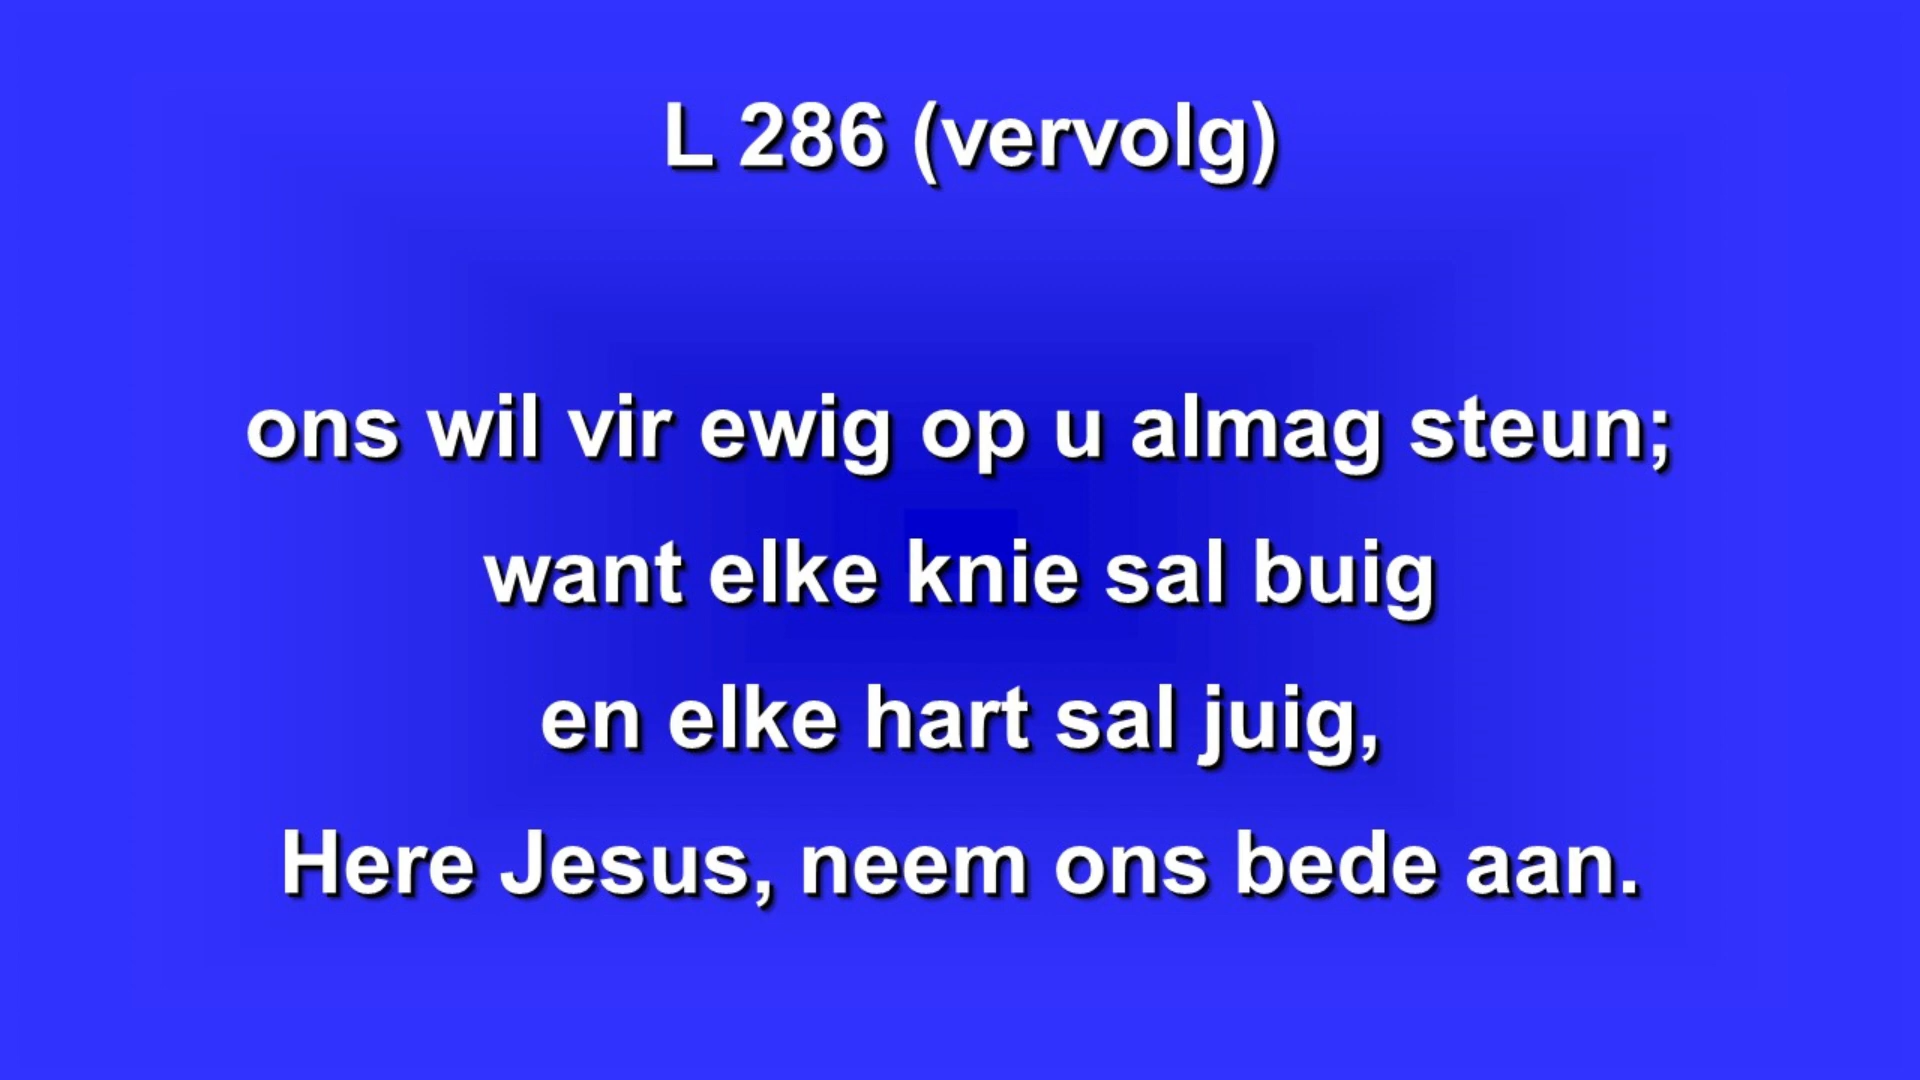 L 286 (vervolg)
ons wil vir ewig op u almag steun;
want elke knie sal buig
en elke hart sal juig,
Here Jesus, neem ons bede aan.